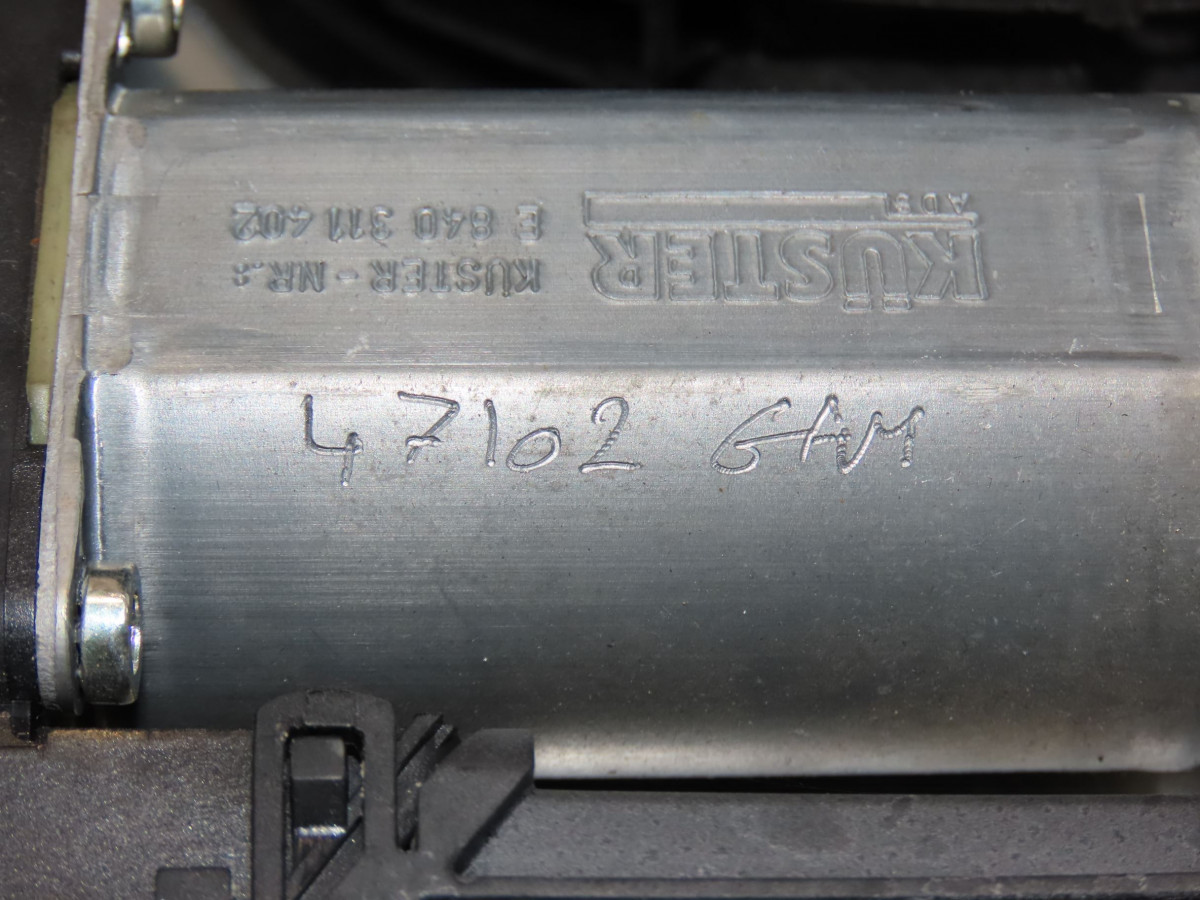 KÜSTER
KÜSTER - NR.:
E 840 311 402
47102 GAM